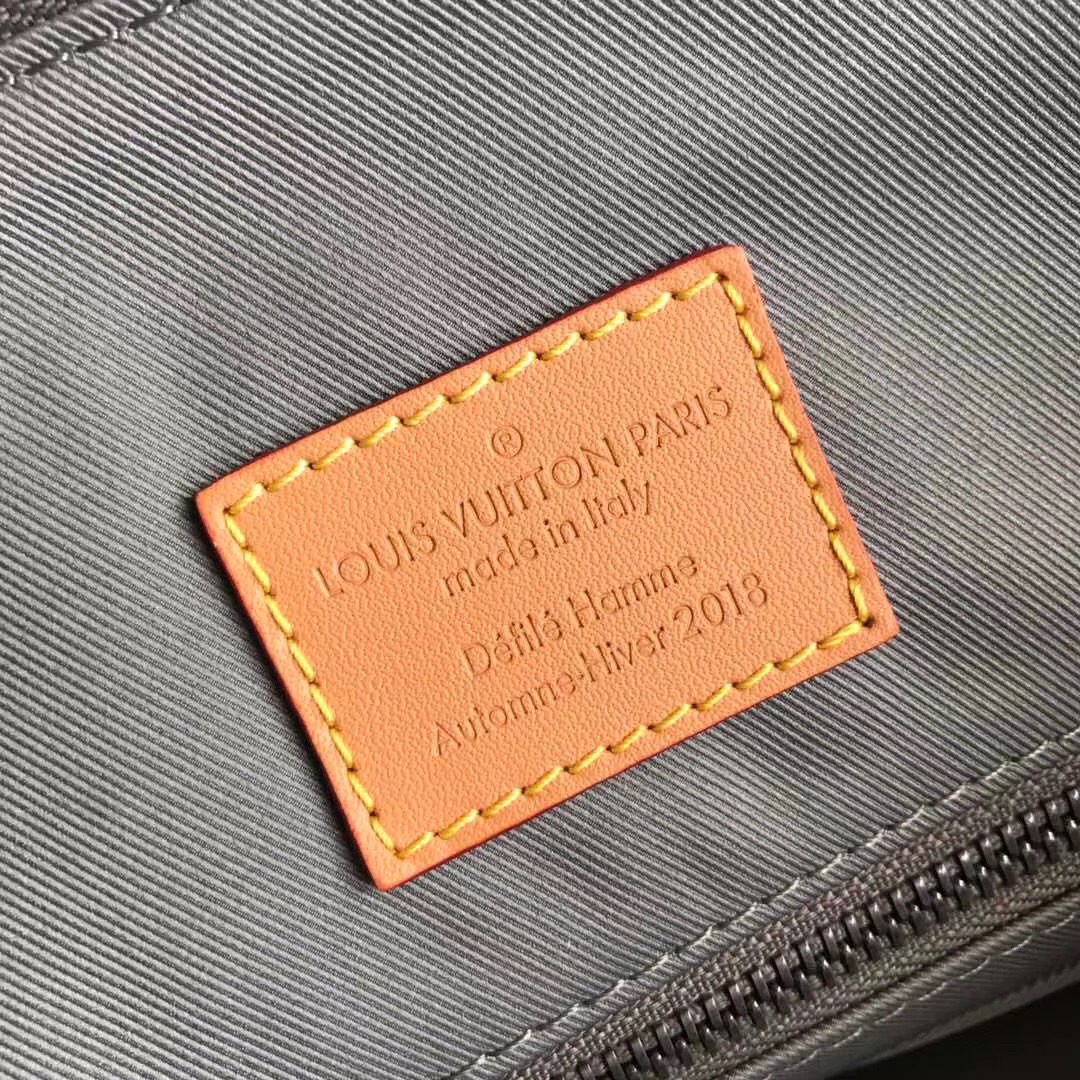 ®
LOUIS VUITTON PARIS
made in Italy
Défilé Hamme
Automne-Hiver 2018